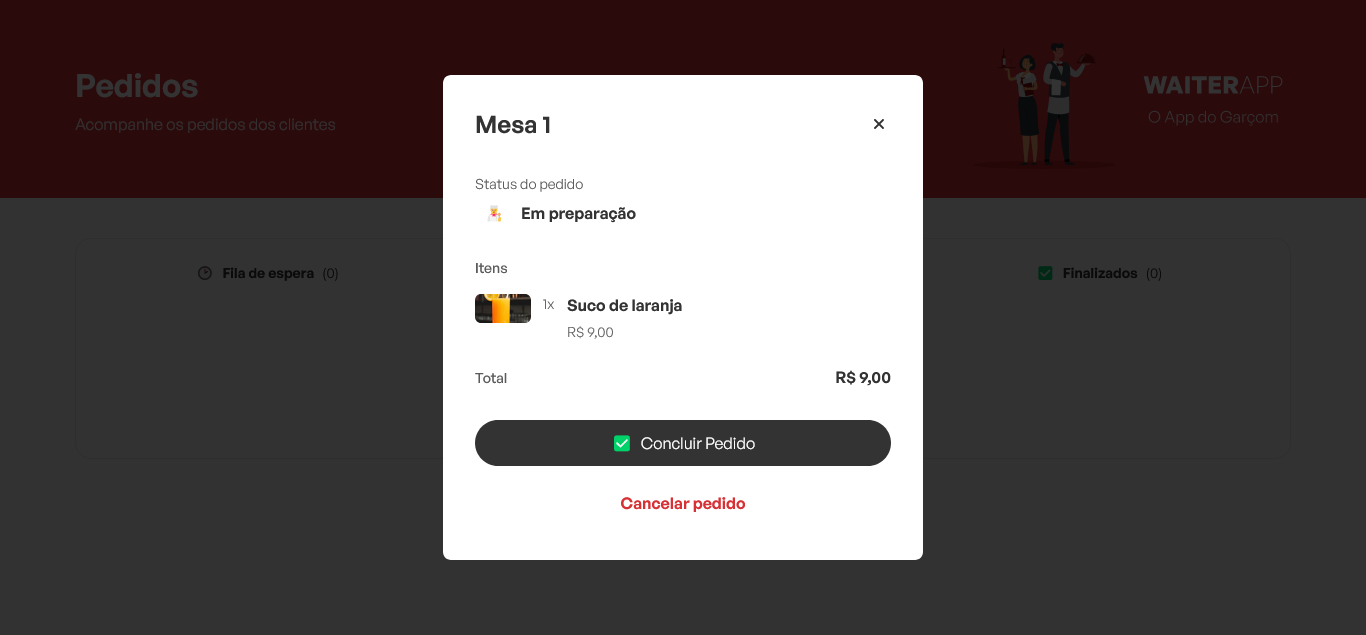 Pedidos
Acompanhe os pedidos dos clientes
WAITERAPP
O App do Garçom
Mesa 1
Status do pedido
Em preparação
Fila de espera (0)
Finalizados (0)
Itens
1x Suco de laranja
R$ 9,00
Total R$ 9,00
Concluir Pedido
Cancelar pedido